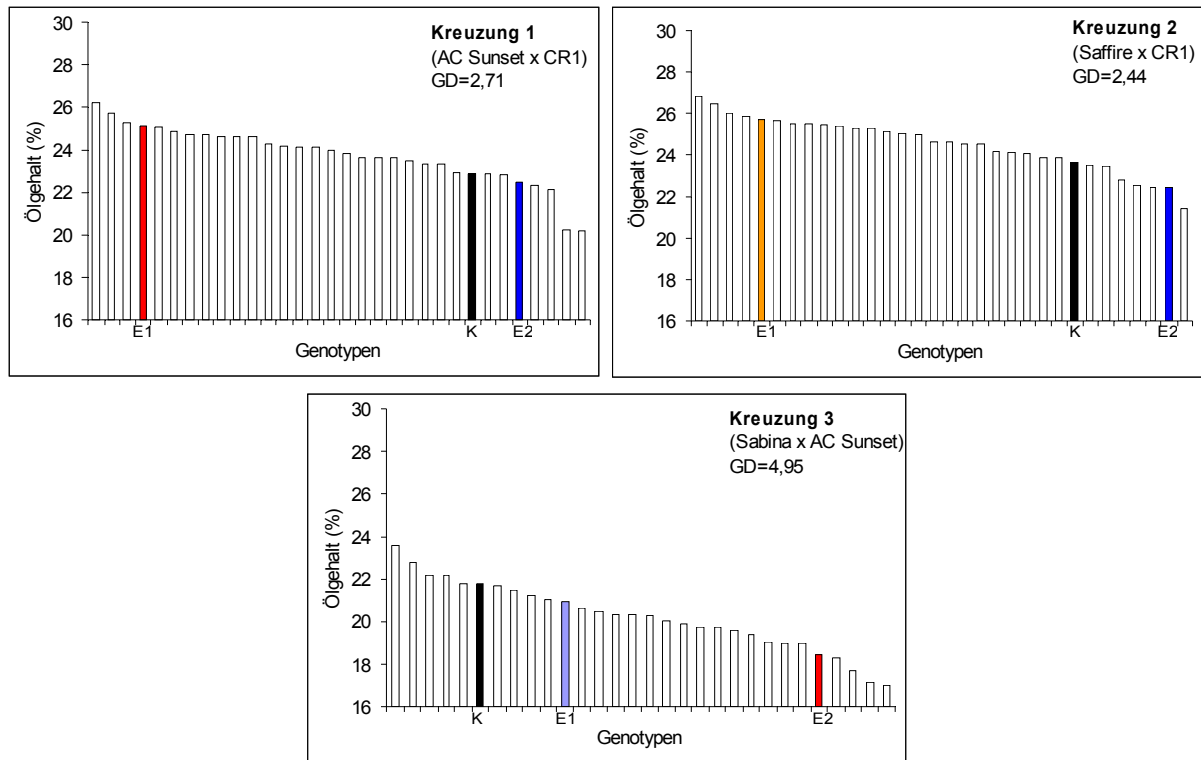 Kreuzung 1
(AC Sunset x CR1)
GD=2,71
30
28
26
24
22
20
18
16
Ölgehalt (%)
E1
K
E2
Genotypen
Kreuzung 2
(Saffire x CR1)
GD=2,44
30
28
26
24
22
20
18
16
Ölgehalt (%)
E1
K
E2
Genotypen
Kreuzung 3
(Sabina x AC Sunset)
GD=4,95
30
28
26
24
22
20
18
16
Ölgehalt (%)
K
E1
E2
Genotypen